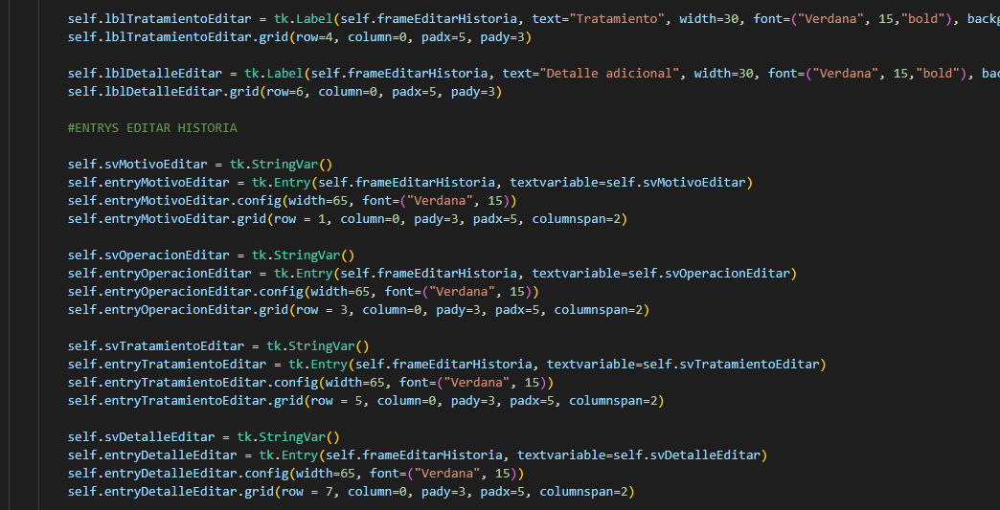 self.lblTratamientoEditar = tk.Label(self.frameEditarHistoria, text="Tratamiento", width=30, font=("Verdana", 15,"bold"), backg
self.lblTratamientoEditar.grid(row=4, column=0, padx=5, pady=3)
self.lblDetalleEditar = tk.Label(self.frameEditarHistoria, text="Detalle adicional", width=30, font=("Verdana", 15,"bold"), bac
self.lblDetalleEditar.grid(row=6, column=0, padx=5, pady=3)
#ENTRYS EDITAR HISTORIA
self.svMotivoEditar = tk.StringVar()
self.entryMotivoEditar = tk.Entry(self.frameEditarHistoria, textvariable=self.svMotivoEditar)
self.entryMotivoEditar.config(width=65, font=("Verdana", 15))
self.entryMotivoEditar.grid(row = 1, column=0, pady=3, padx=5, columnspan=2)
self.svOperacionEditar = tk.StringVar()
self.entryOperacionEditar = tk.Entry(self.frameEditarHistoria, textvariable=self.svOperacionEditar)
self.entryOperacionEditar.config(width=65, font=("Verdana", 15))
self.entryOperacionEditar.grid(row = 3, column=0, pady=3, padx=5, columnspan=2)
self.svTratamientoEditar = tk.StringVar()
self.entryTratamientoEditar = tk.Entry(self.frameEditarHistoria, textvariable=self.svTratamientoEditar)
self.entryTratamientoEditar.config(width=65, font=("Verdana", 15))
self.entryTratamientoEditar.grid(row = 5, column=0, pady=3, padx=5, columnspan=2)
self.svDetalleEditar = tk.StringVar()
self.entryDetalleEditar = tk.Entry(self.frameEditarHistoria, textvariable=self.svDetalleEditar)
self.entryDetalleEditar.config(width=65, font=("Verdana", 15))
self.entryDetalleEditar.grid(row = 7, column=0, pady=3, padx=5, columnspan=2)